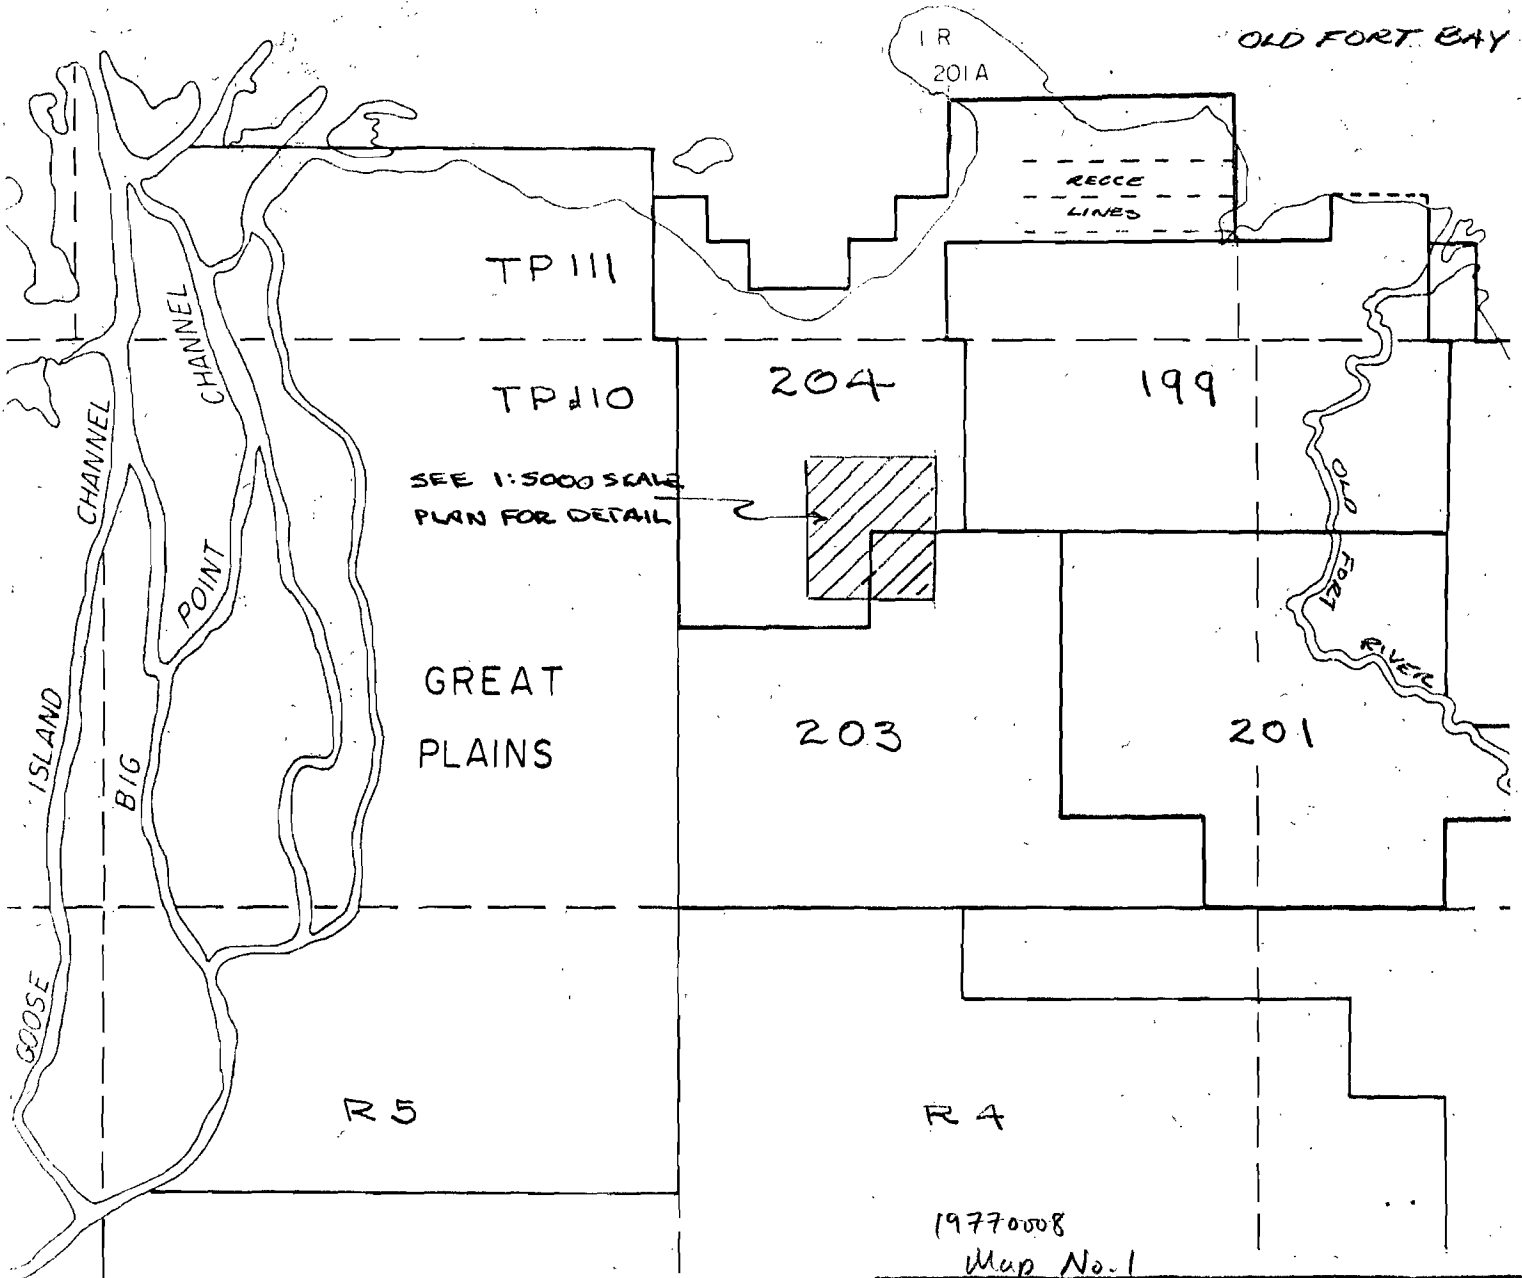 OLD FORT BAY
I R
201A
RECCE
LINES
TP 111
CHANNEL
TP 110
204
199
CHANNEL
SEE 1:5000 SCALE
PLAN FOR DETAIL
OLD
FORT
RIVER
POINT
GREAT
PLAINS
ISLAND
BIG
203
201
GOOSE
R 5
R 4
19770008
Map No. 1